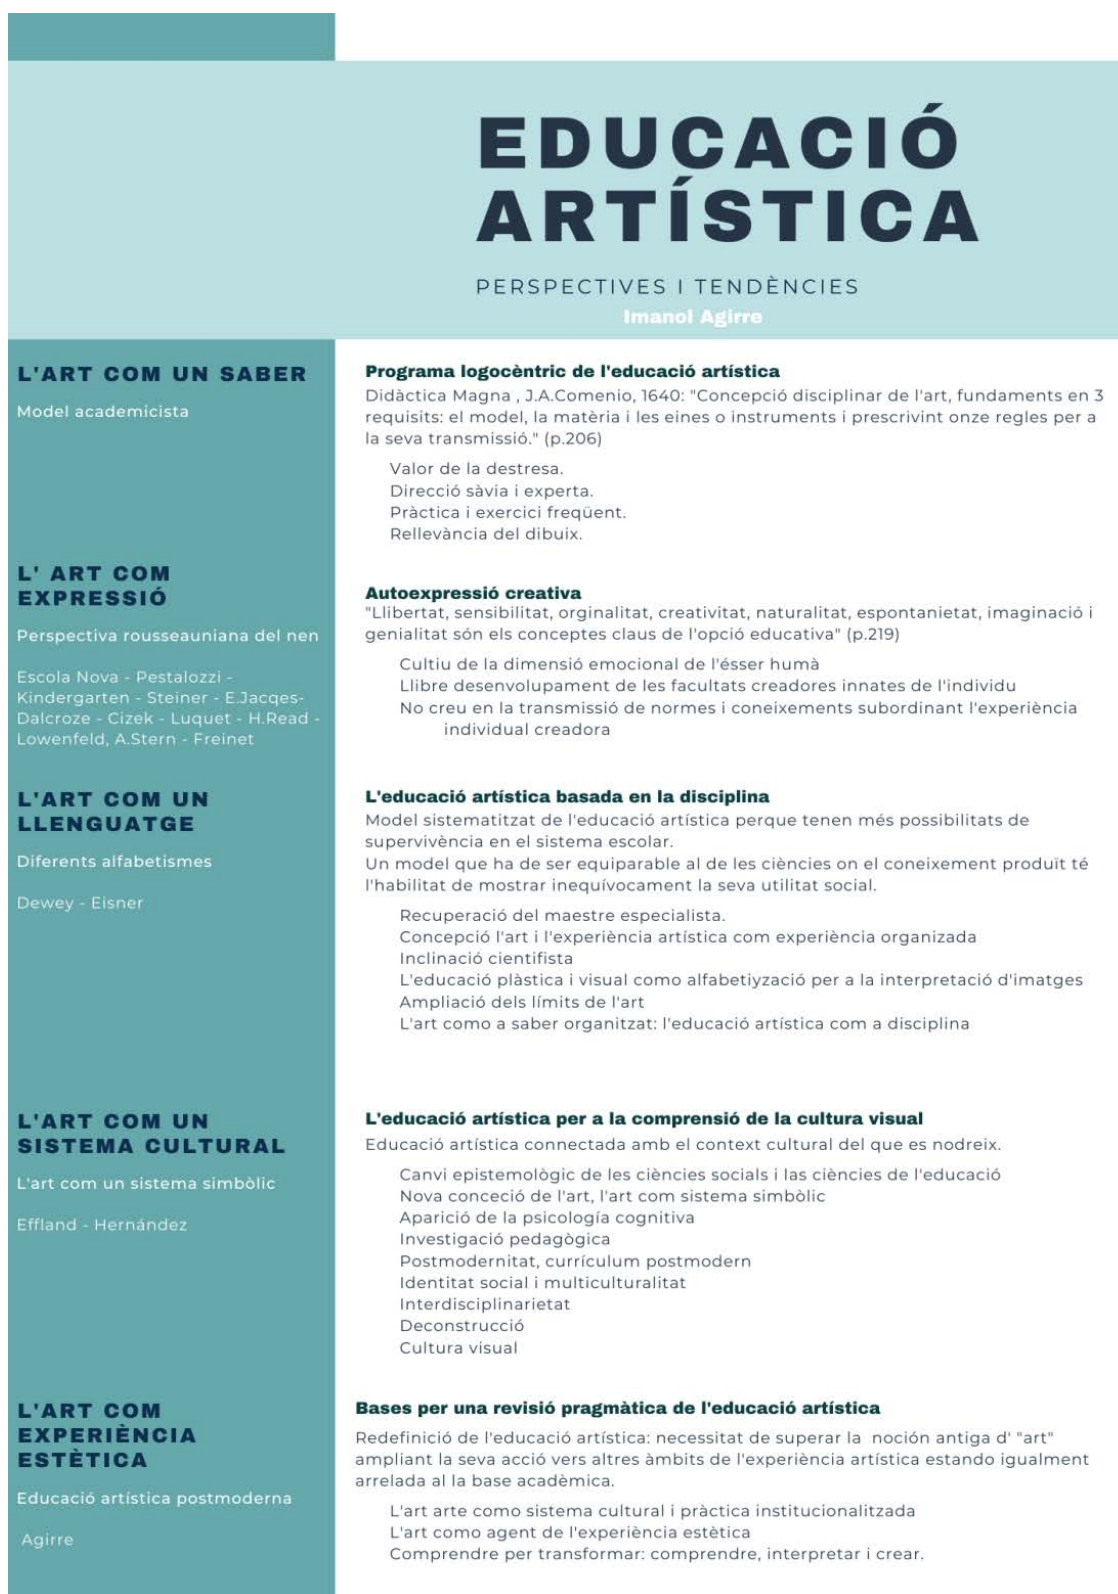 EDUCACIÓ
ARTÍSTICA
PERSPECTIVES I TENDÈNCIES
Imanol Agirre
L'ART COM UN SABER
Model academicista
Programa logocèntric de l'educació artística
Didàctica Magna , J.A.Comenio, 1640: "Concepció disciplinar de l'art, fundaments en 3
requisits: el model, la matèria i les eines o instruments i prescrivint onze regles per a
la seva transmissió." (p.206)
Valor de la destresa.
Direcció sàvia i experta.
Pràctica i exercici freqüent.
Rellevància del dibuix.
L' ART COM
EXPRESSIÓ
Perspectiva rousseauniana del nen
Escola Nova - Pestalozzi -
Kindergarten - Steiner - E.Jacqes-
Dalcroze - Cizek - Luquet - H.Read -
Lowenfeld, A.Stern - Freinet
Autoexpressió creativa
"Llibertat, sensibilitat, orginalitat, creativitat, naturalitat, espontanietat, imaginació i
genialitat són els conceptes claus de l'opció educativa" (p.219)
Cultiu de la dimensió emocional de l'ésser humà
Llibre desenvolupament de les facultats creadores innates de l'individu
No creu en la transmissió de normes i coneixements subordinant l'experiència
individual creadora
L'ART COM UN
LLENGUATGE
Diferents alfabetismes
Dewey - Eisner
L'educació artística basada en la disciplina
Model sistematitzat de l'educació artística perque tenen més possibilitats de
supervivència en el sistema escolar.
Un model que ha de ser equiparable al de les ciències on el coneixement produït té
l'habilitat de mostrar inequívocament la seva utilitat social.
Recuperació del maestre especialista.
Concepció l'art i l'experiència artística com experiència organizada
Inclinació cientifista
L'educació plàstica i visual como alfabetiyzació per a la interpretació d'imatges
Ampliació dels límits de l'art
L'art como a saber organitzat: l'educació artística com a disciplina
L'ART COM UN
SISTEMA CULTURAL
L'art com un sistema simbòlic
Effland - Hernández
L'educació artística per a la comprensió de la cultura visual
Educació artística connectada amb el context cultural del que es nodreix.
Canvi epistemològic de les ciències socials i las ciències de l'educació
Nova conceció de l'art, l'art com sistema simbòlic
Aparició de la psicología cognitiva
Investigació pedagògica
Postmodernitat, currículum postmodern
Identitat social i multiculturalitat
Interdisciplinarietat
Deconstrucció
Cultura visual
L'ART COM
EXPERIÈNCIA
ESTÈTICA
Educació artística postmoderna
Agirre
Bases per una revisió pragmàtica de l'educació artística
Redefinició de l'educació artística: necessitat de superar la noción antiga d' "art"
ampliant la seva acció vers altres àmbits de l'experiència artística estando igualment
arrelada al la base acadèmica.
L'art arte como sistema cultural i pràctica institucionalitzada
L'art como agent de l'experiència estètica
Comprendre per transformar: comprendre, interpretar i crear.